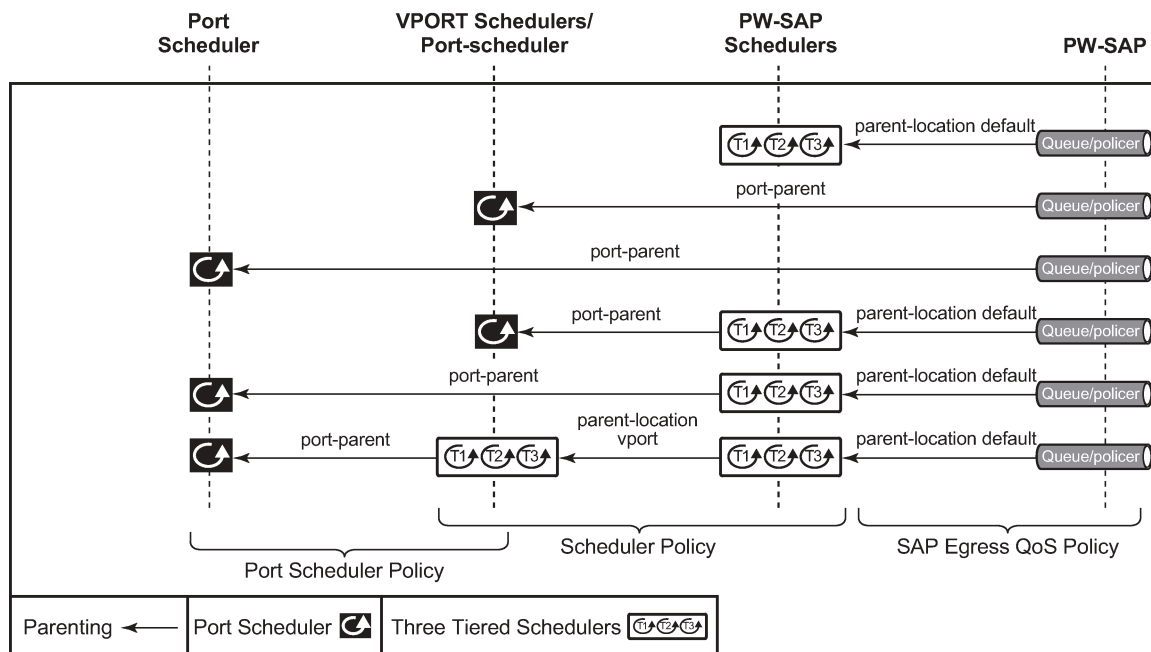 Port
Scheduler
VPORT Schedulers/
Port-scheduler
PW-SAP
Schedulers
PW-SAP
T1 T2 T3
parent-location default
Queue/policer
port-parent
Queue/policer
port-parent
Queue/policer
port-parent
T1 T2 T3
parent-location default
Queue/policer
port-parent
T1 T2 T3
parent-location default
Queue/policer
port-parent
T1 T2 T3
parent-location
vport
T1 T2 T3
parent-location default
Queue/policer
Port Scheduler Policy
Scheduler Policy
SAP Egress QoS Policy
Parenting
Port Scheduler
Three Tiered Schedulers
T1 T2 T3